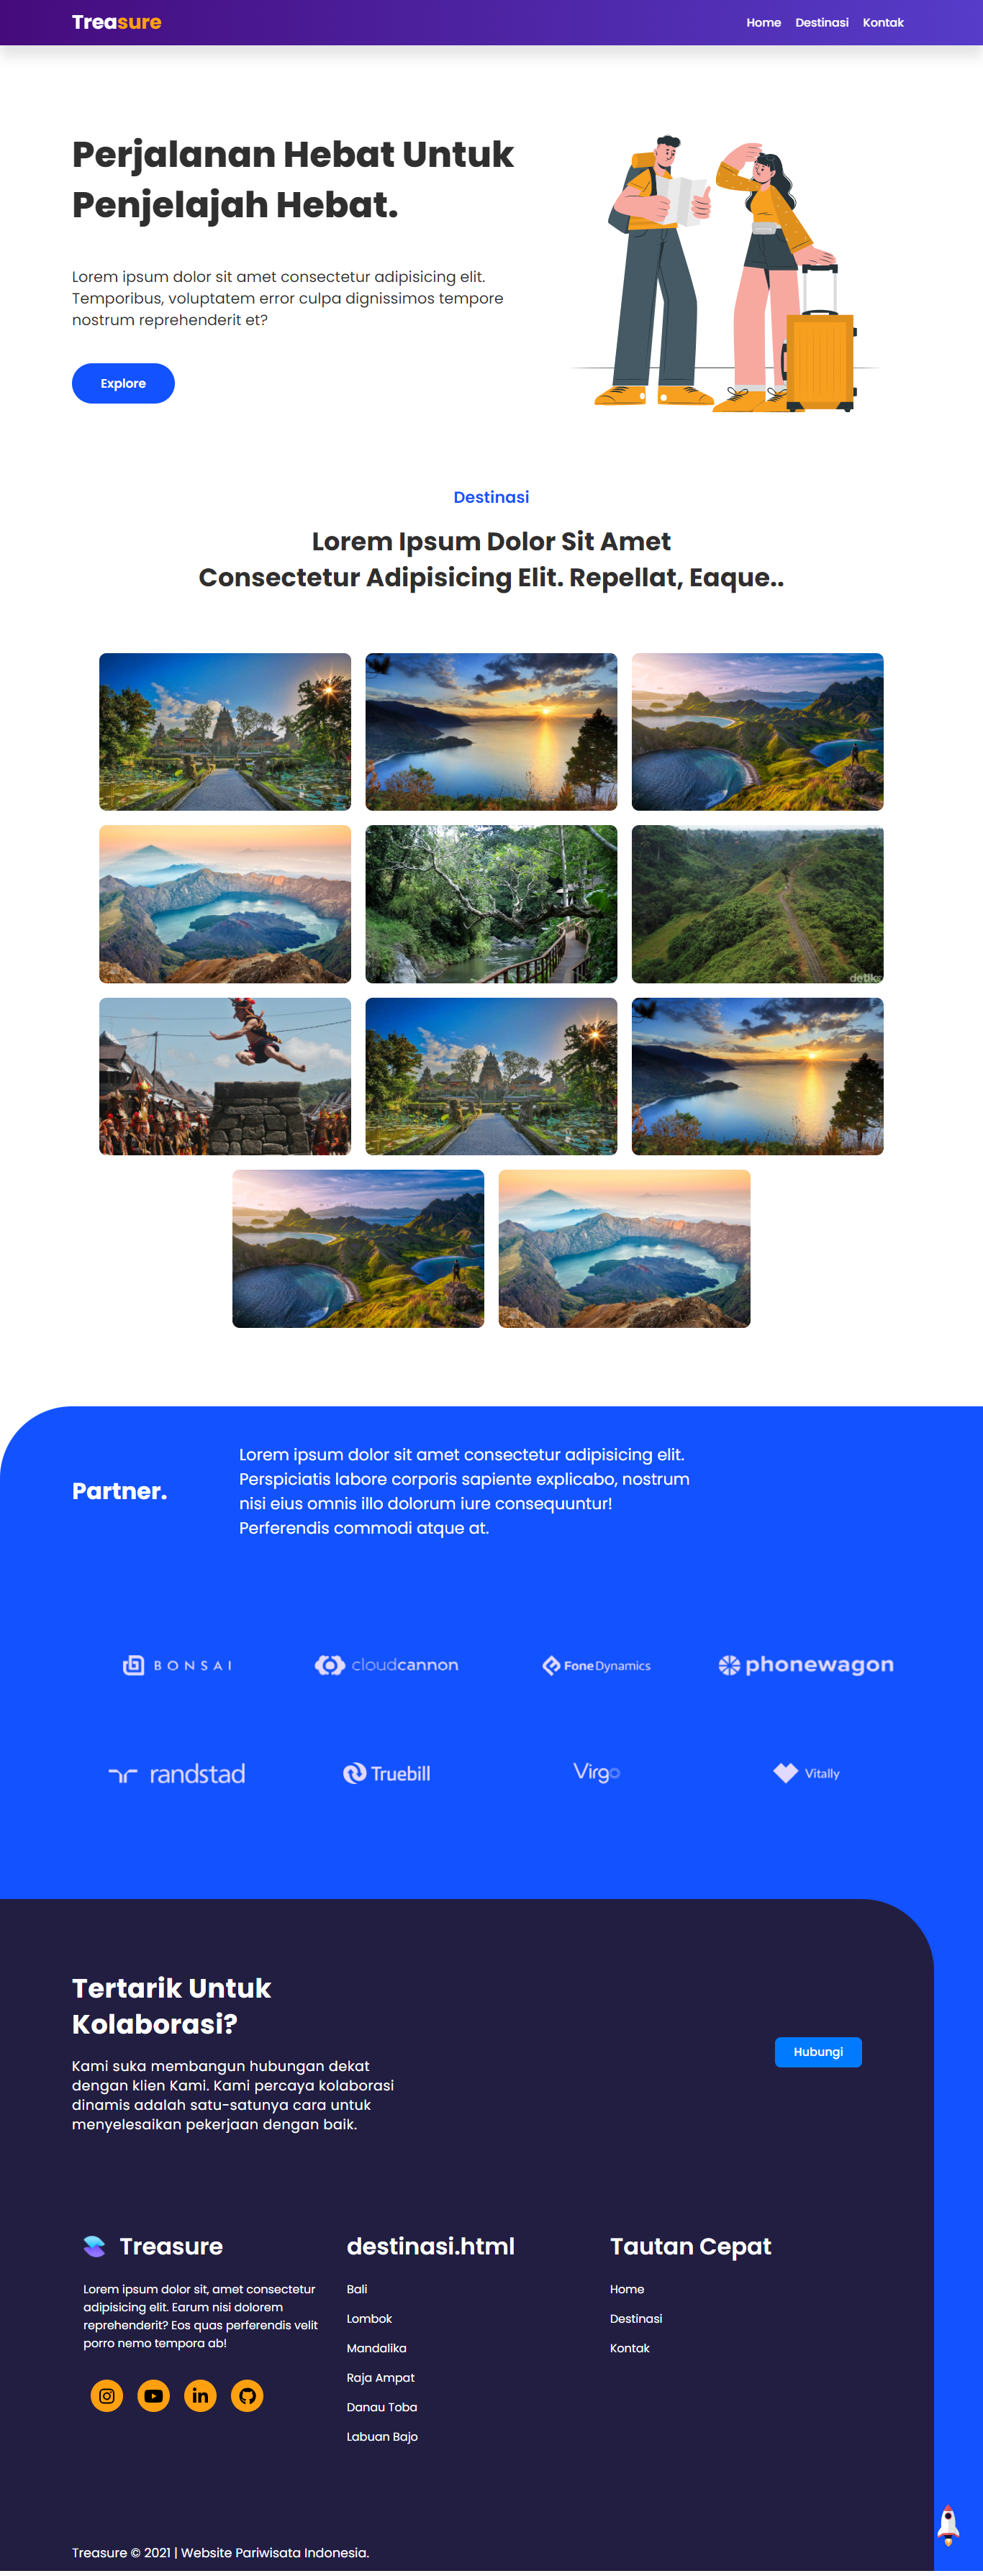 Treasure
Home Destinasi Kontak
Perjalanan Hebat Untuk
Penjelajah Hebat.
Lorem ipsum dolor sit amet consectetur adipisicing elit.
Temporibus, voluptatem error culpa dignissimos tempore
nostrum reprehenderit et?
Explore
Destinasi
Lorem Ipsum Dolor Sit Amet
Consectetur Adipisicing Elit. Repellat, Eaque..
Partner.
Lorem ipsum dolor sit amet consectetur adipisicing elit.
Perspiciatis labore corporis sapiente explicabo, nostrum
nisi eius omnis illo dolorum iure consequuntur!
Perferendis commodi atque at.
BONSAI
cloudcannon
FoneDynamics
phonewagon
randstad
Truebill
Virgo
Vitally
Tertarik Untuk
Kolaborasi?
Kami suka membangun hubungan dekat
dengan klien Kami. Kami percaya kolaborasi
dinamis adalah satu-satunya cara untuk
menyelesaikan pekerjaan dengan baik.
Hubungi
Treasure
Lorem ipsum dolor sit, amet consectetur
adipisicing elit. Earum nisi dolorem
reprehenderit? Eos quas perferendis velit
porro nemo tempora ab!
destinasi.html
Bali
Lombok
Mandalika
Raja Ampat
Danau Toba
Labuan Bajo
Tautan Cepat
Home
Destinasi
Kontak
Treasure © 2021 | Website Pariwisata Indonesia.